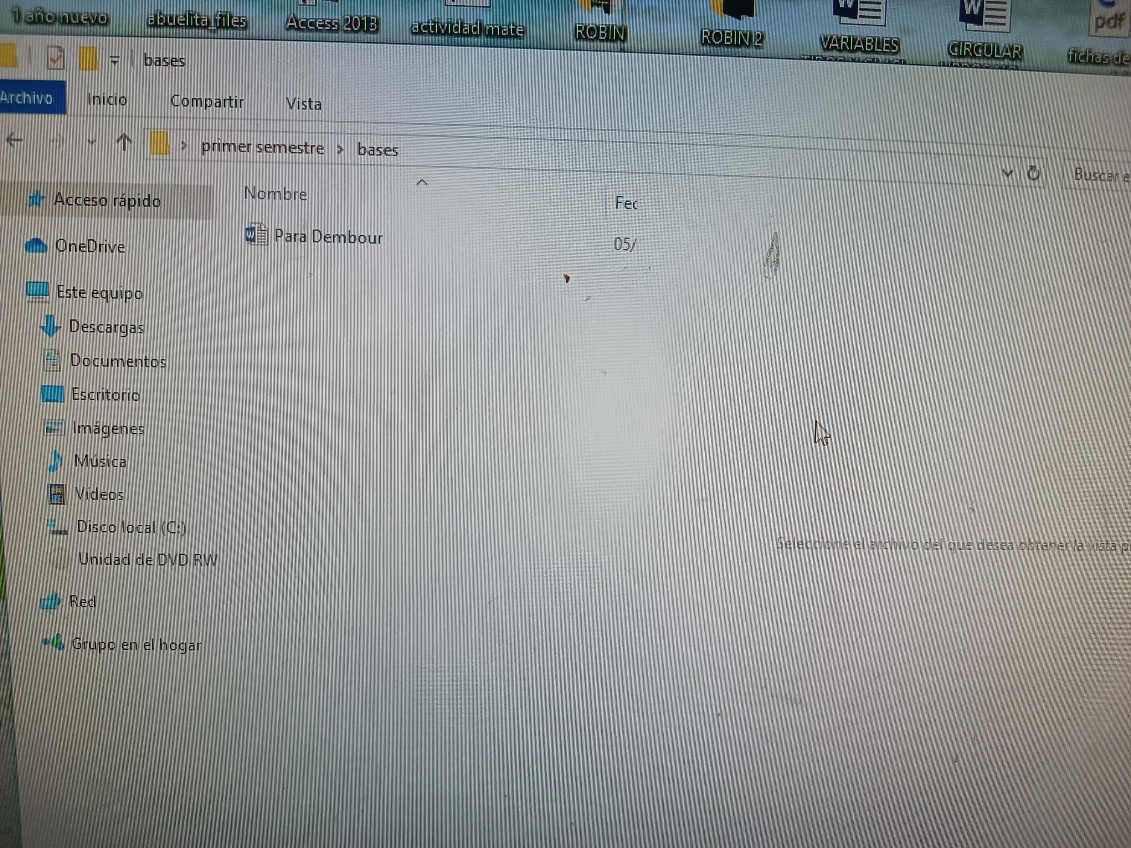 1 año nuevo
abuelita_files
Access 2013
actividad mate
ROBIN
ROBIN 2
VARIABLES
CIRCULAR
pdf
fichas de
bases
Archivo
Inicio
Compartir
Vista
primer semestre > bases
Buscar e
Nombre
Fec
Para Dembour
05/
Acceso rápido
OneDrive
Este equipo
Descargas
Documentos
Escritorio
Imágenes
Música
Vídeos
Disco local (C:)
Unidad de DVD RW
Red
Grupo en el hogar
Seleccione el archivo del que desea obtener la vista p